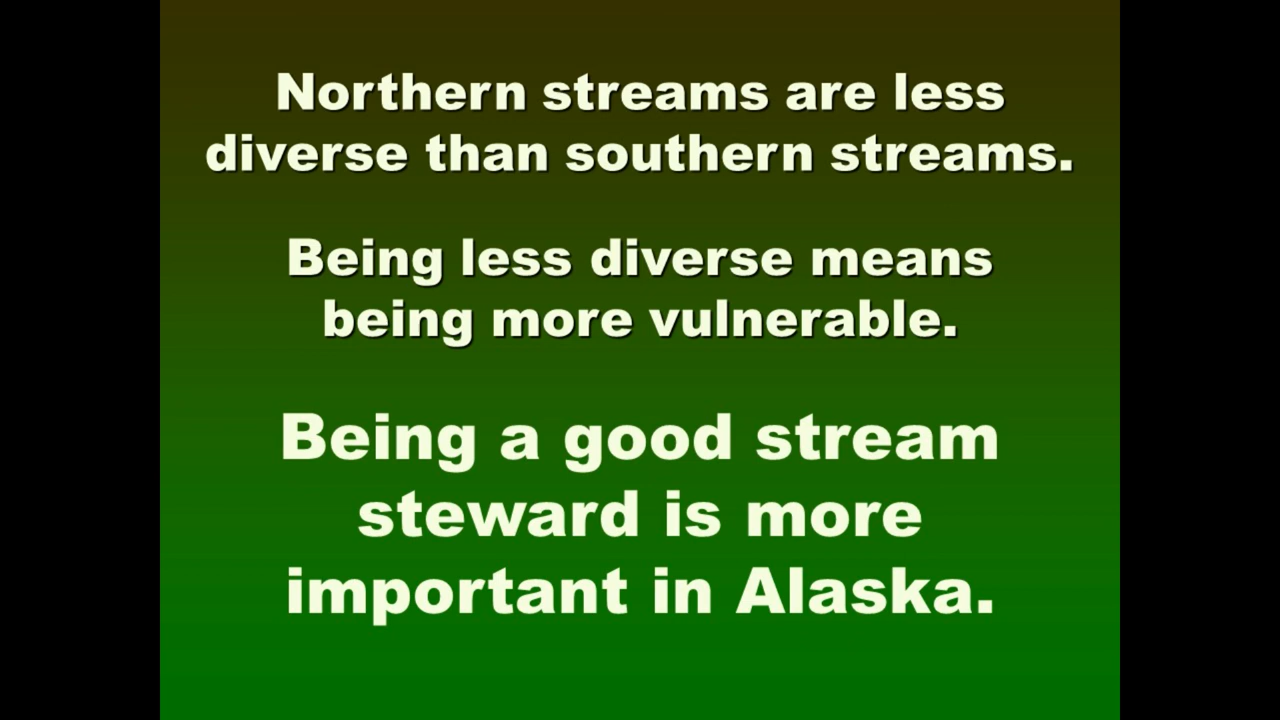 Northern streams are less
diverse than southern streams.
Being less diverse means
being more vulnerable.
Being a good stream
steward is more
important in Alaska.